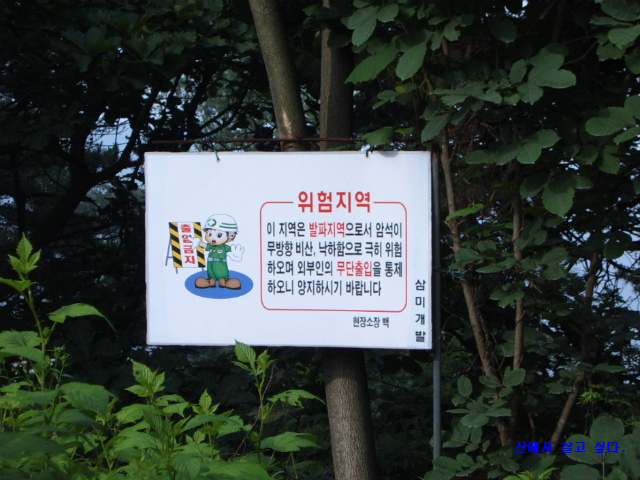 위험지역
이 지역은 발파지역으로서 암석이
무방향 비산, 낙하함으로 극히 위험
하오며 외부인의 무단출입을 통제
하오니 양지하시기 바랍니다
현장소장 백
삼미개발
출입금지
산에서 살고 싶다.